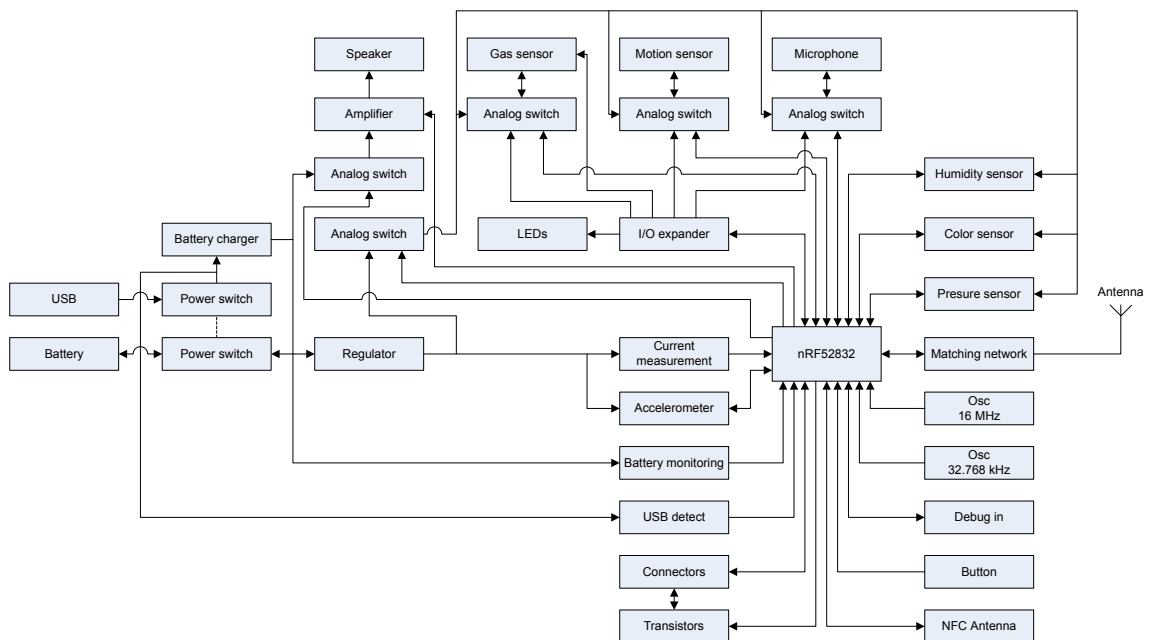 Speaker
Gas sensor
Motion sensor
Microphone
Amplifier
Analog switch
Analog switch
Analog switch
Analog switch
Humidity sensor
Battery charger
Analog switch
LEDs
I/O expander
Color sensor
USB
Power switch
Presure sensor
Antenna
Battery
Power switch
Regulator
Current
measurement
nRF52832
Matching network
Accelerometer
Osc
16 MHz
Battery monitoring
Osc
32.768 kHz
USB detect
Debug in
Connectors
Button
Transistors
NFC Antenna